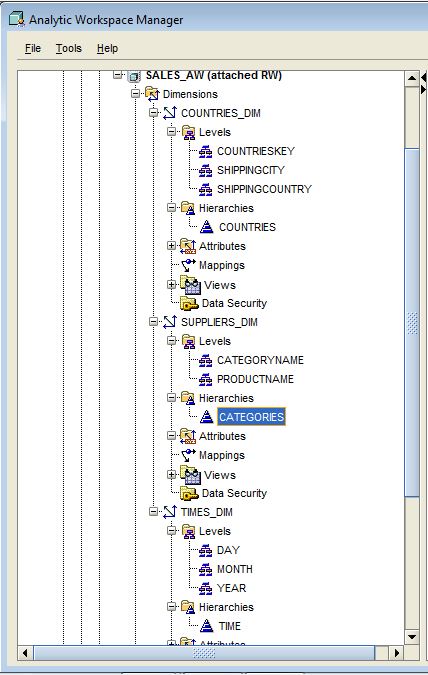 Analytic Workspace Manager
File Tools Help
SALES_AW (attached RW)
Dimensions
COUNTRIES_DIM
Levels
COUNTRIESKEY
SHIPPINGCITY
SHIPPINGCOUNTRY
Hierarchies
COUNTRIES
Attributes
Mappings
Views
Data Security
SUPPLIERS_DIM
Levels
CATEGORYNAME
PRODUCTNAME
Hierarchies
CATEGORIES
Attributes
Mappings
Views
Data Security
TIMES_DIM
Levels
DAY
MONTH
YEAR
Hierarchies
TIME
Attributes